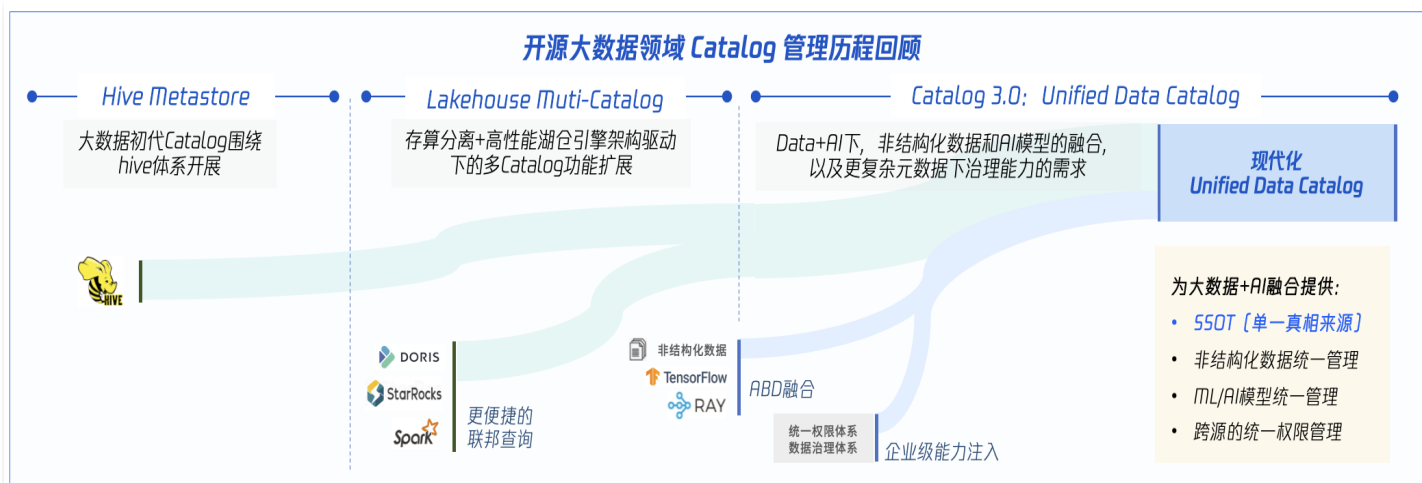 开源大数据领域 Catalog 管理历程回顾
Hive Metastore
大数据初代Catalog围绕
hive体系开展
HIVE
Lakehouse Muti-Catalog
存算分离+高性能湖仓引擎架构驱动
下的多Catalog功能扩展
DORIS
StarRocks
Spark
更便捷的
联邦查询
Catalog 3.0：Unified Data Catalog
Data+AI下，非结构化数据和AI模型的融合，
以及更复杂元数据下治理能力的需求
非结构化数据
TensorFlow
RAY
ABD融合
统一权限体系
数据治理体系
企业级能力注入
现代化
Unified Data Catalog
为大数据+AI融合提供：
• SSOT（单一真相来源）
• 非结构化数据统一管理
• ML/AI模型统一管理
• 跨源的统一权限管理